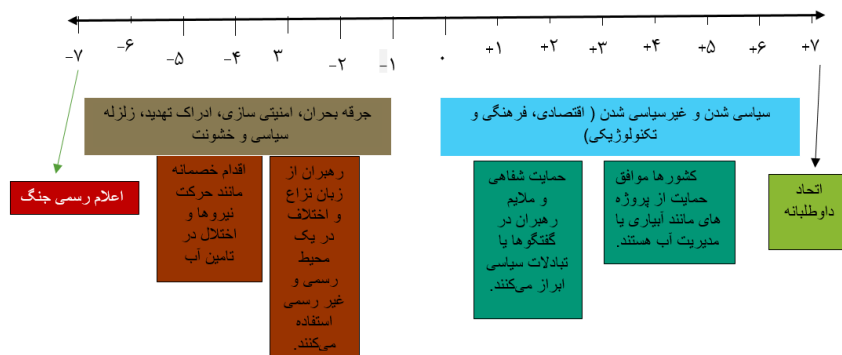 −۷ −۶ −۵ −۴ ۳ −۲ −۱ ۰ +۱ +۲ +۳ +۴ +۵ +۶ +۷
سیاسی شدن و غیرسیاسی شدن ( اقتصادی، فرهنگی و
تکنولوژیکی)
جرقه بحران، امنیتی سازی، ادراک تهدید، زلزله
سیاسی و خشونت
اتحاد
داوطلبانه
کشورها موافق
حمایت از پروژه
های مانند آبیاری یا
مدیریت آب هستند.
حمایت شفاهی
و ملایم
رهبران در
گفتگوها یا
تبادلات سیاسی
ابراز می‌کنند.
رهبران از
زبان نزاع
و اختلاف
در یک
محیط
رسمی و
غیر رسمی
استفاده
می‌کنند.
اقدام خصمانه
مانند حرکت
نیروها و
اختلال در
تامین آب
اعلام رسمی جنگ